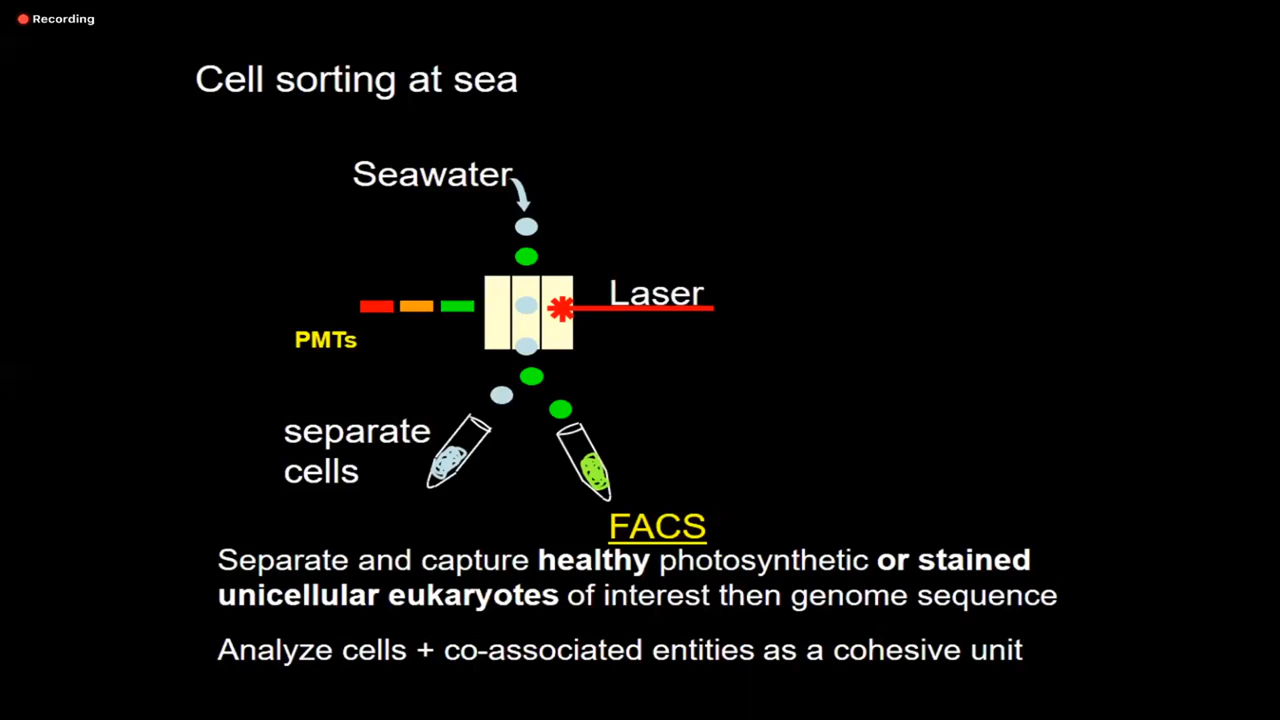 Recording
Cell sorting at sea
Seawater
Laser
PMTs
separate
cells
FACS
Separate and capture healthy photosynthetic or stained
unicellular eukaryotes of interest then genome sequence
Analyze cells + co-associated entities as a cohesive unit